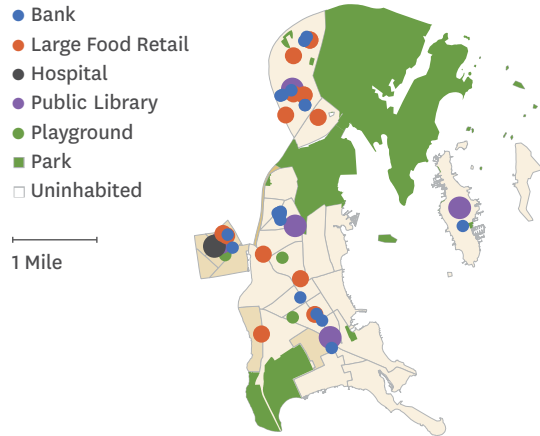 Bank
Large Food Retail
Hospital
Public Library
Playground
Park
Uninhabited
1 Mile